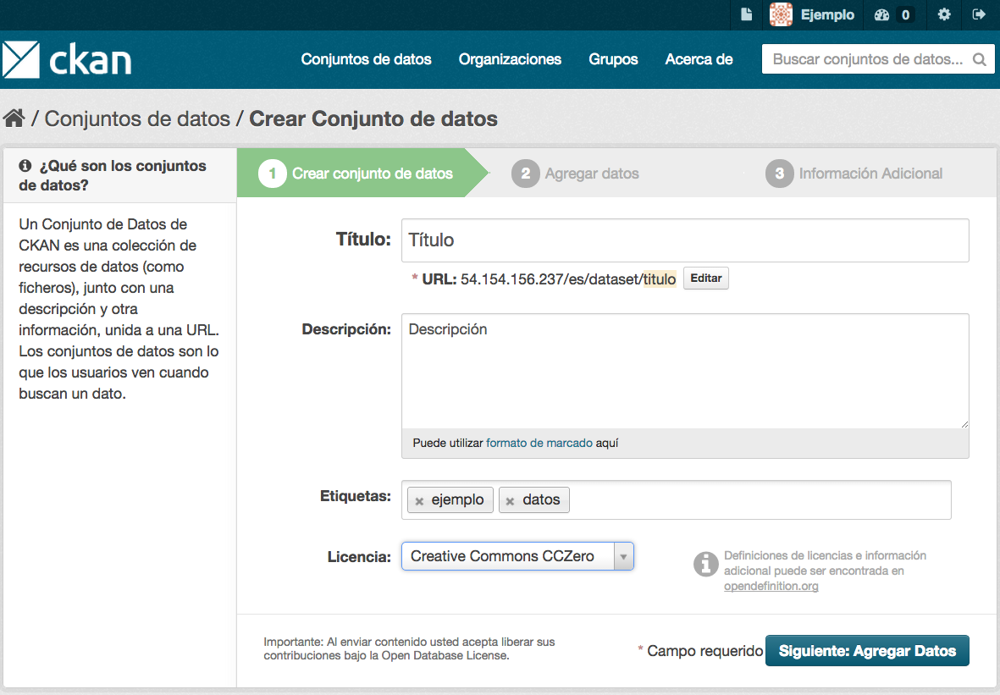 Ejemplo 0
ckan
Conjuntos de datos Organizaciones Grupos Acerca de Buscar conjuntos de datos...
/ Conjuntos de datos / Crear Conjunto de datos
¿Qué son los conjuntos
de datos?
Un Conjunto de Datos de
CKAN es una colección de
recursos de datos (como
ficheros), junto con una
descripción y otra
información, unida a una URL.
Los conjuntos de datos son lo
que los usuarios ven cuando
buscan un dato.
1 Crear conjunto de datos 2 Agregar datos 3 Información Adicional
Título: Título
* URL: 54.154.156.237/es/dataset/titulo Editar
Descripción: Descripción
Puede utilizar formato de marcado aquí
Etiquetas: × ejemplo × datos
Licencia: Creative Commons CCZero
Definiciones de licencias e información
adicional puede ser encontrada en
opendefinition.org
Importante: Al enviar contenido usted acepta liberar sus
contribuciones bajo la Open Database License.
* Campo requerido Siguiente: Agregar Datos